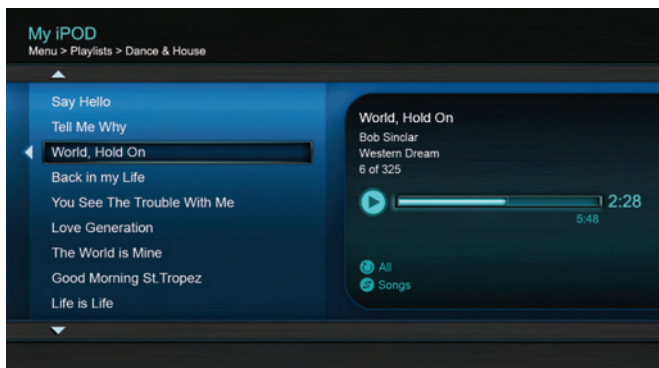 My iPOD
Menu > Playlists > Dance & House
Say Hello
Tell Me Why
World, Hold On
Back in my Life
You See The Trouble With Me
Love Generation
The World is Mine
Good Morning St.Tropez
Life is Life
World, Hold On
Bob Sinclar
Western Dream
6 of 325
2:28
5:48
All
Songs